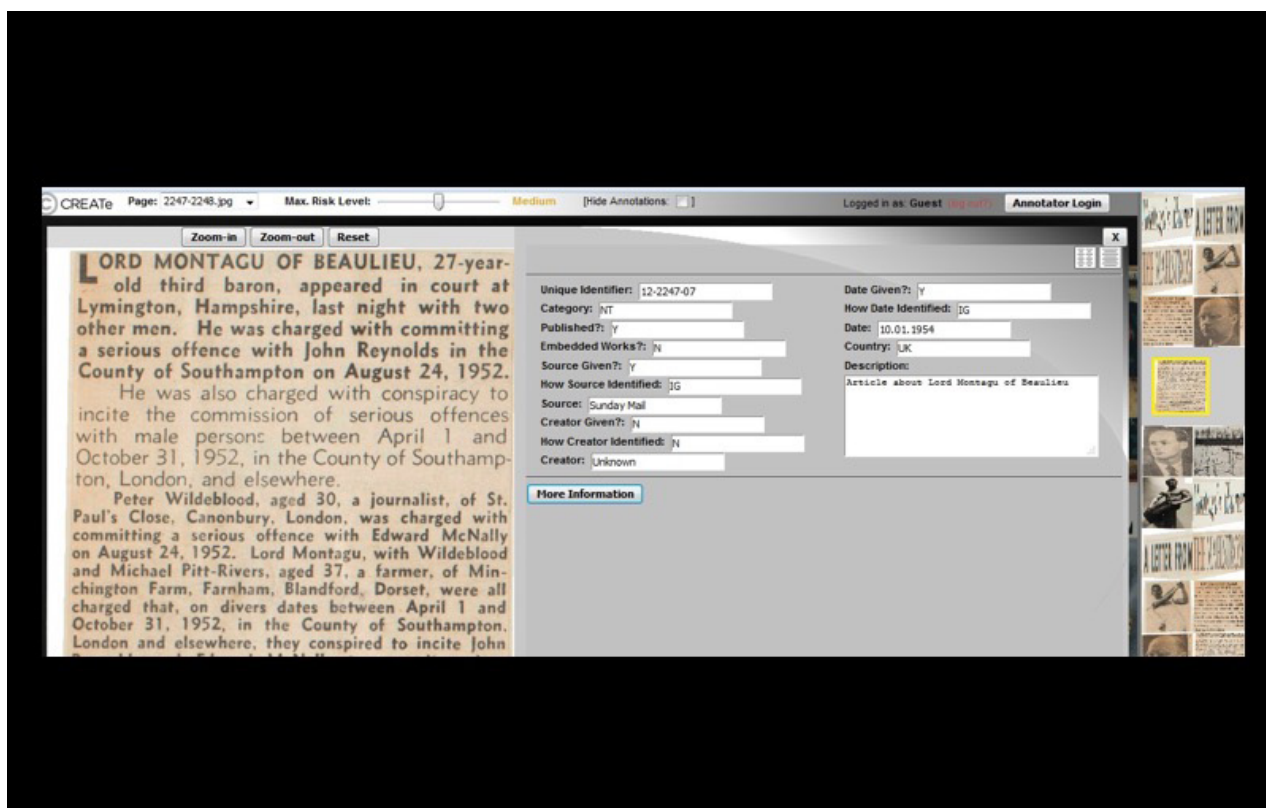 © CREATe Page: 2247-2248.jpg Max. Risk Level: Medium [Hide Annotations: ] Logged in as: Guest (log out?) Annotator Login
Zoom-in Zoom-out Reset
X
LORD MONTAGU OF BEAULIEU, 27-year-
old third baron, appeared in court at
Lymington, Hampshire, last night with two
other men. He was charged with committing
a serious offence with John Reynolds in the
County of Southampton on August 24, 1952.
He was also charged with conspiracy to
incite the commission of serious offences
with male persons between April 1 and
October 31, 1952, in the County of Southamp-
ton, London, and elsewhere.
Peter Wildeblood, aged 30, a journalist, of St.
Paul's Close, Canonbury, London, was charged with
committing a serious offence with Edward McNally
on August 24, 1952. Lord Montagu, with Wildeblood
and Michael Pitt-Rivers, aged 37, a farmer, of Min-
chington Farm, Farnham, Blandford, Dorset, were all
charged that, on divers dates between April 1 and
October 31, 1952, in the County of Southampton.
London and elsewhere, they conspired to incite John
Unique Identifier: 12-2247-07
Category: NT
Published?: Y
Embedded Works?: N
Source Given?: Y
How Source Identified: IG
Source: Sunday Mail
Creator Given?: N
How Creator Identified: N
Creator: Unknown
Date Given?: Y
How Date Identified: IG
Date: 10.01.1954
Country: UK
Description:
Article about Lord Montagu of Beaulieu
More Information
A LETTER FROM
A LETTER FROM